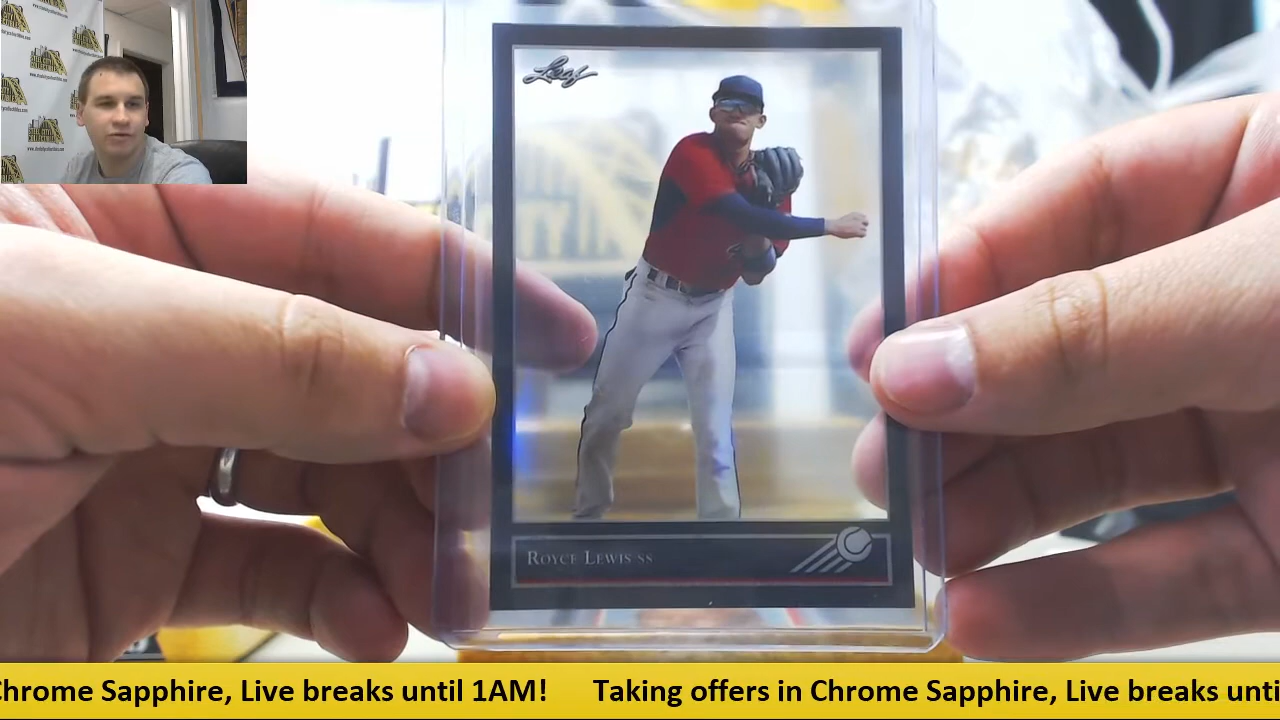 Leaf
ROYCE LEWIS SS
Chrome Sapphire, Live breaks until 1AM! Taking offers in Chrome Sapphire, Live breaks unti